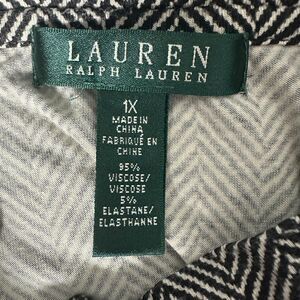 LAUREN
RALPH LAUREN
1X
MADE IN
CHINA
FABRIQUÉ EN
CHINE
95%
VISCOSE/
VISCOSE
5%
ELASTANE/
ELASTHANNE